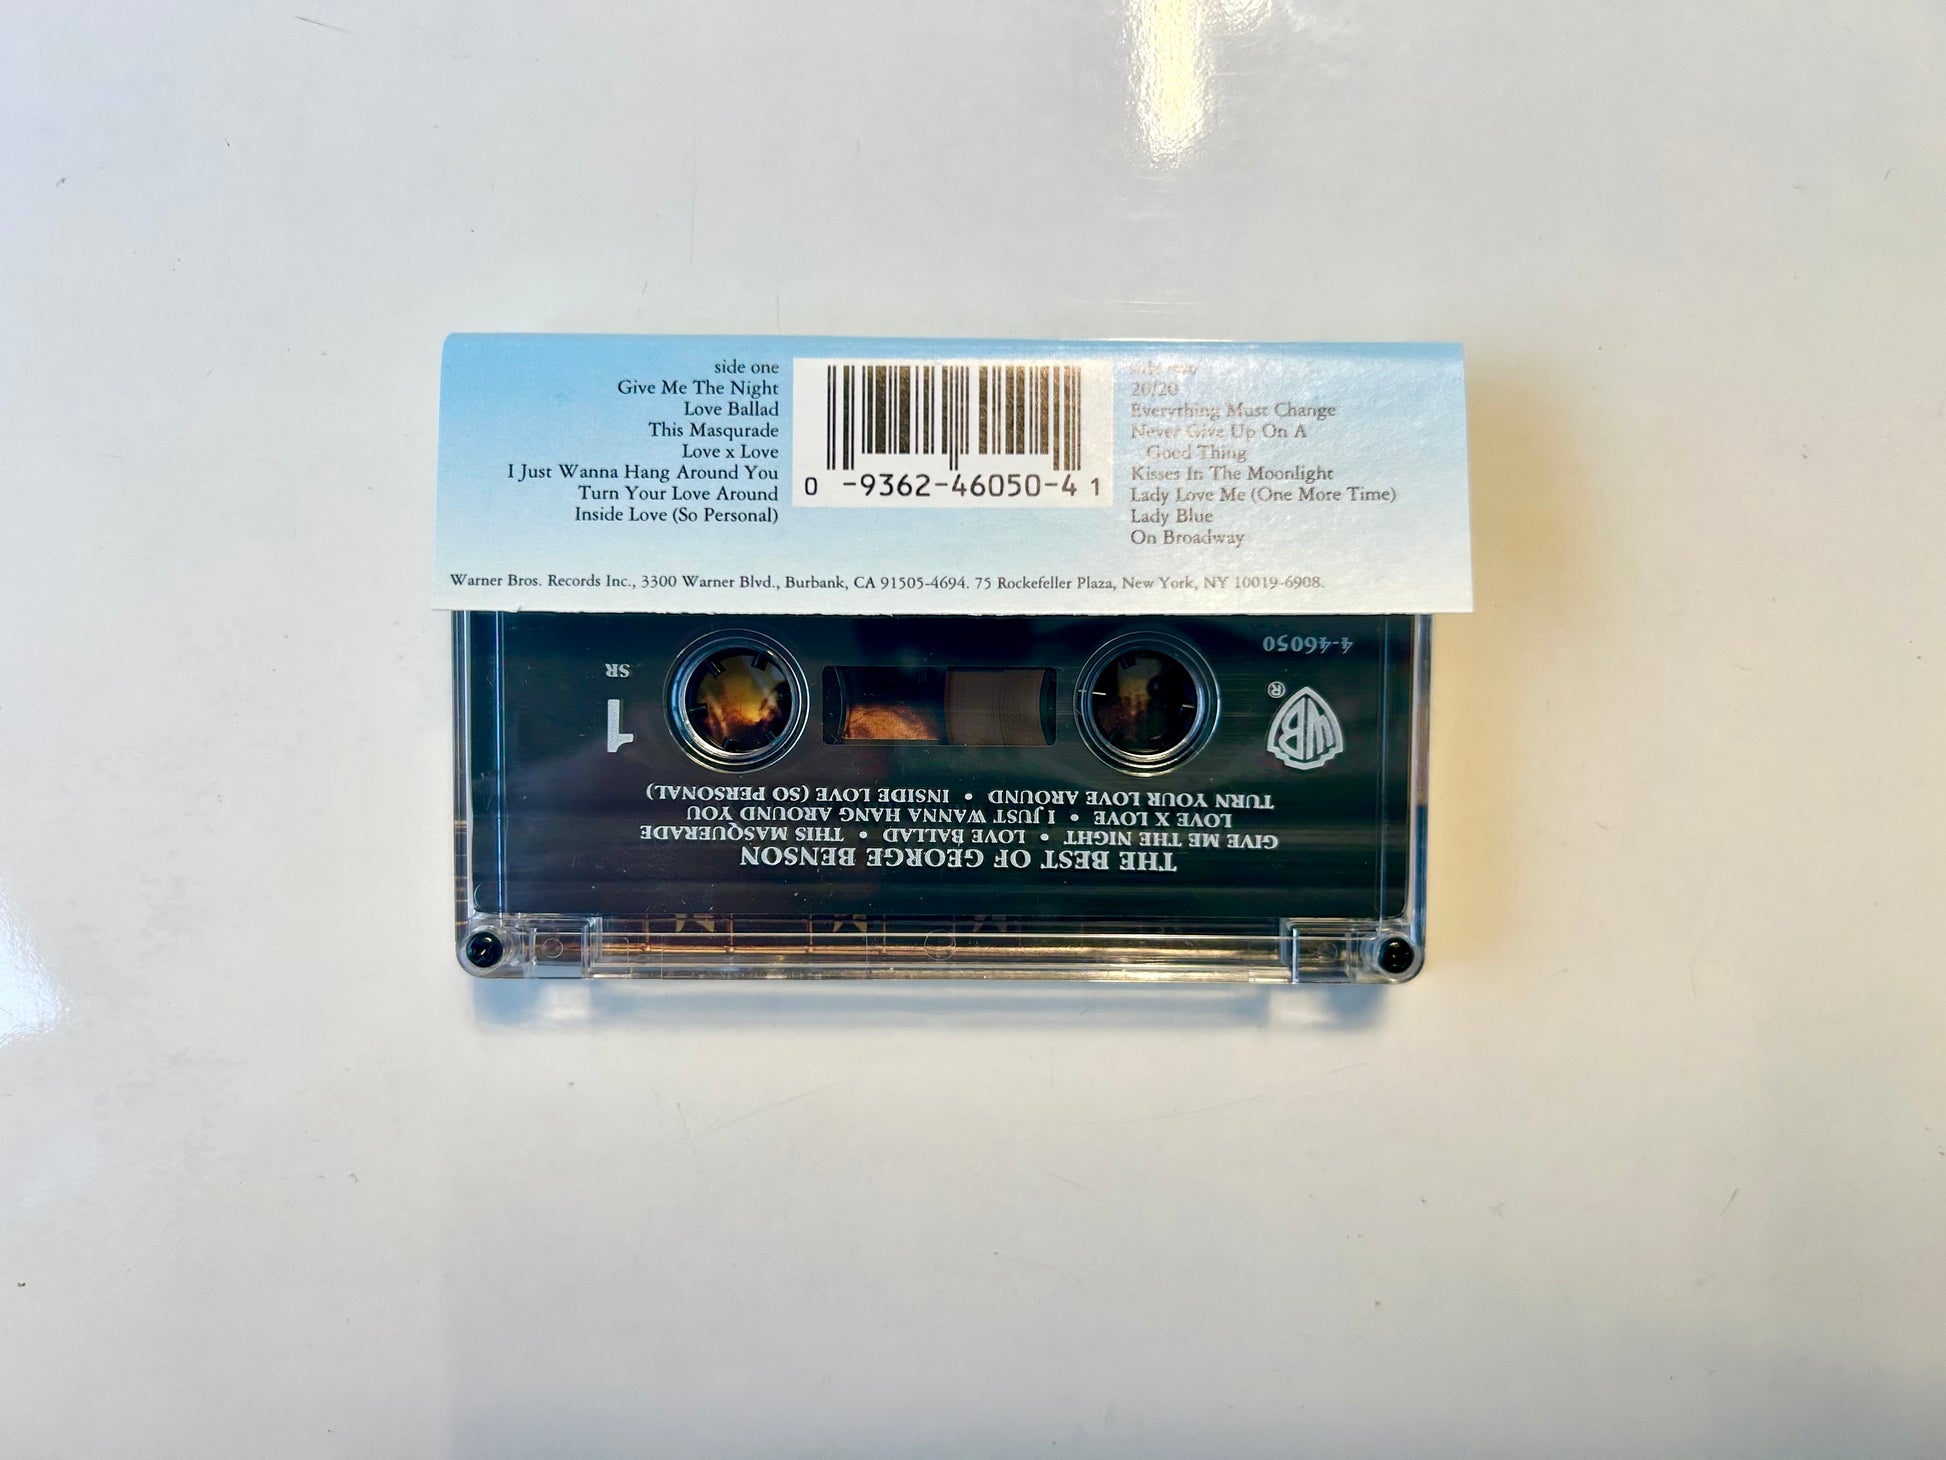 side one
Give Me The Night
Love Ballad
This Masqurade
Love x Love
I Just Wanna Hang Around You
Turn Your Love Around
Inside Love (So Personal)
0 -9362-46050-4 1
side two
20/20
Everything Must Change
Never Give Up On A
Good Thing
Kisses In The Moonlight
Lady Love Me (One More Time)
Lady Blue
On Broadway
Warner Bros. Records Inc., 3300 Warner Blvd., Burbank, CA 91505-4694. 75 Rockefeller Plaza, New York, NY 10019-6908.
THE BEST OF GEORGE BENSON
GIVE ME THE NIGHT • LOVE BALLAD • THIS MASQUERADE
LOVE X LOVE • I JUST WANNA HANG AROUND YOU
TURN YOUR LOVE AROUND • INSIDE LOVE (SO PERSONAL)
WB ®
1
SR
4-46050